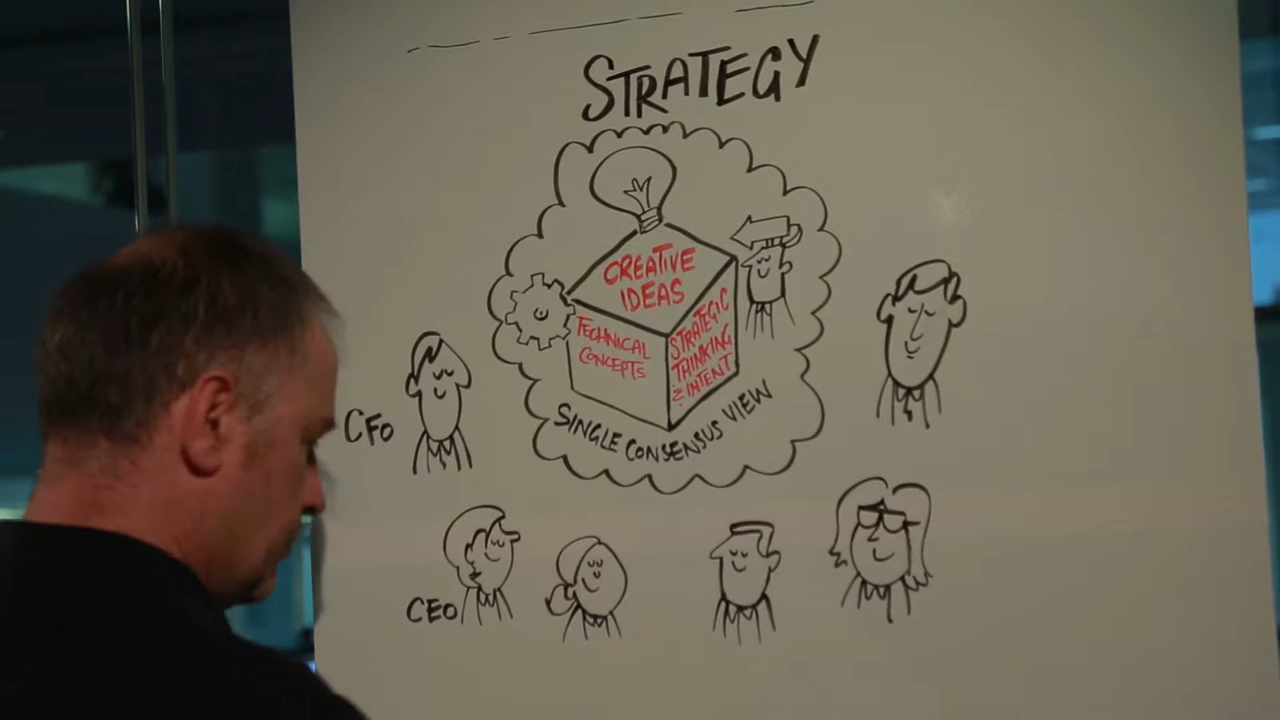 STRATEGY
CREATIVE
IDEAS
TECHNICAL
CONCEPTS
STRATEGIC
THINKING
& INTENT
SINGLE CONSENSUS VIEW
CFO
CEO